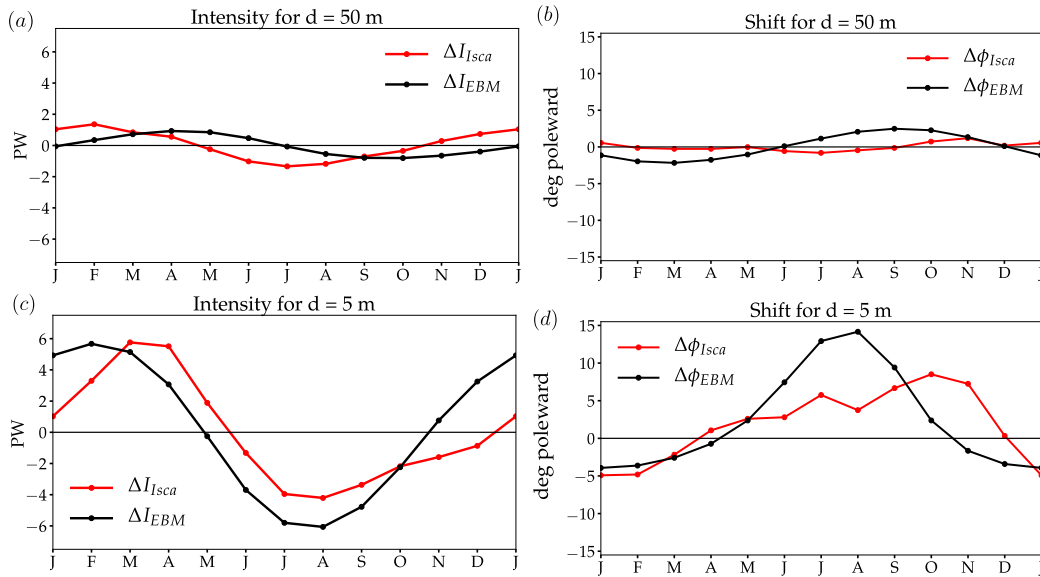 (a)
Intensity for d = 50 m
6
4
2
0
−2
−4
−6
PW
ΔI_Isca
ΔI_EBM
J F M A M J J A S O N D J
(b)
Shift for d = 50 m
15
10
5
0
−5
−10
−15
deg poleward
Δϕ_Isca
Δϕ_EBM
J F M A M J J A S O N D J
(c)
Intensity for d = 5 m
6
4
2
0
−2
−4
−6
PW
ΔI_Isca
ΔI_EBM
J F M A M J J A S O N D J
(d)
Shift for d = 5 m
15
10
5
0
−5
−10
−15
deg poleward
Δϕ_Isca
Δϕ_EBM
J F M A M J J A S O N D J